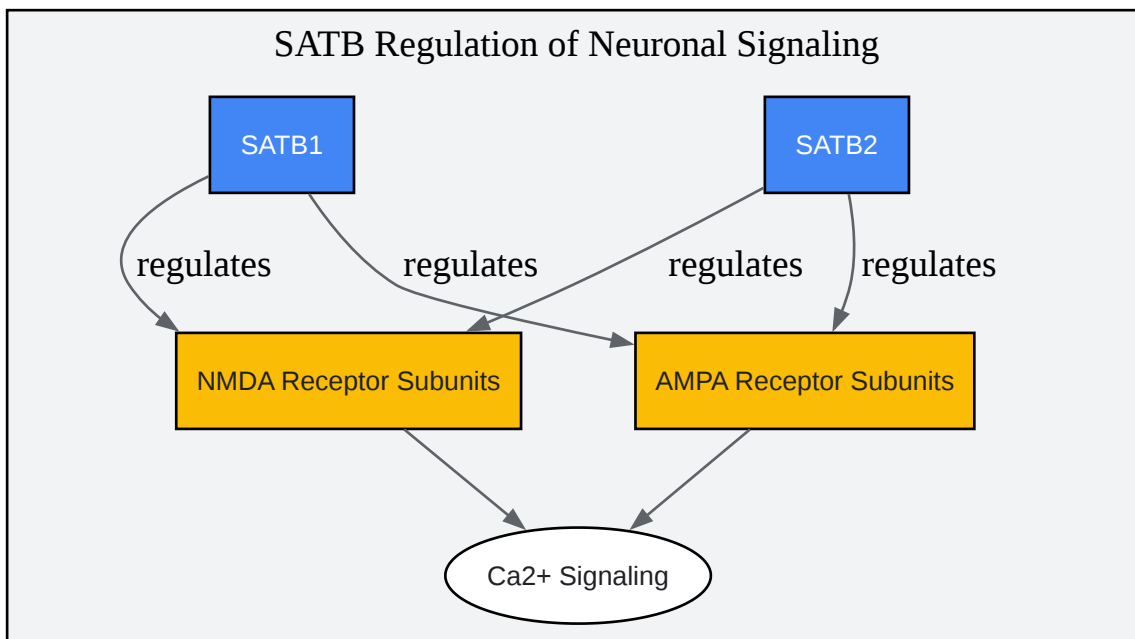 SATB Regulation of Neuronal Signaling
SATB1
SATB2
regulates
regulates
regulates
regulates
NMDA Receptor Subunits
AMPA Receptor Subunits
Ca2+ Signaling